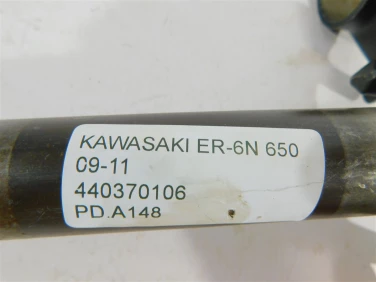 KAWASAKI ER-6N 650
09-11
440370106
PD.A148